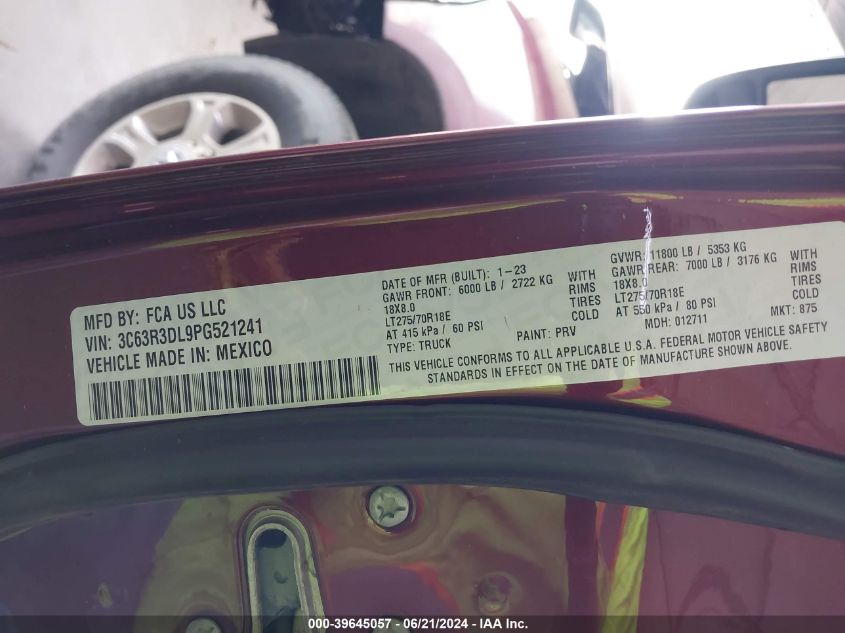 MFD BY: FCA US LLC
VIN: 3C63R3DL9PG521241
VEHICLE MADE IN: MEXICO
DATE OF MFR (BUILT): 1-23
GAWR FRONT: 6000 LB / 2722 KG WITH
18X8.0 RIMS
LT275/70R18E TIRES
AT 415 kPa / 60 PSI COLD
TYPE: TRUCK PAINT: PRV
GVWR: 11800 LB / 5353 KG
GAWR REAR: 7000 LB / 3176 KG WITH
18X8.0 RIMS
LT275/70R18E TIRES
AT 550 kPa / 80 PSI COLD
MDH: 012711 MKT: 875
THIS VEHICLE CONFORMS TO ALL APPLICABLE U.S.A. FEDERAL MOTOR VEHICLE SAFETY
STANDARDS IN EFFECT ON THE DATE OF MANUFACTURE SHOWN ABOVE.
000-39645057 - 06/21/2024 - IAA Inc.